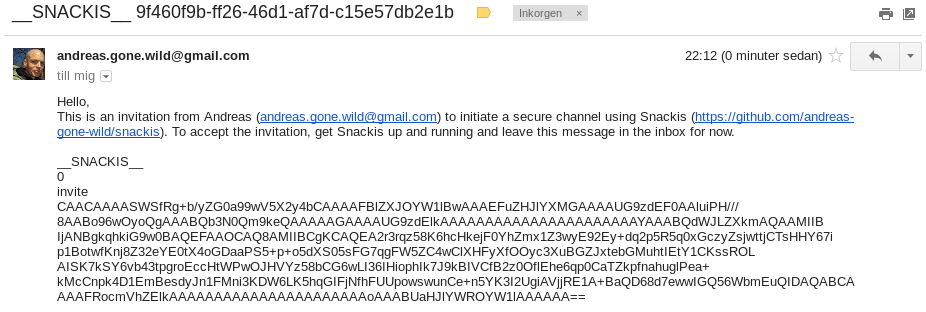 __SNACKIS__ 9f460f9b-ff26-46d1-af7d-c15e57db2e1b
Inkorgen ×
andreas.gone.wild@gmail.com
22:12 (0 minuter sedan)
till mig
Hello,
This is an invitation from Andreas (andreas.gone.wild@gmail.com) to initiate a secure channel using Snackis (https://github.com/andreas-
gone-wild/snackis). To accept the invitation, get Snackis up and running and leave this message in the inbox for now.
__SNACKIS__
0
invite
CAACAAAASWSfRg+b/yZG0a99wV5X2y4bCAAAAFBlZXJOYW1lBwAAAEFuZHJlYXMGAAAAUG9zdEF0AAluiPH///
8AABo96wOyoQgAAABQb3N0Qm9keQAAAAAGAAAAUG9zdElkAAAAAAAAAAAAAAAAAAAAAAYAAABQdWJLZXkmAQAAMIIB
IjANBgkqhkiG9w0BAQEFAAOCAQ8AMIIBCgKCAQEA2r3rqz58K6hcHkejF0YhZmx1Z3wyE92Ey+dq2p5R5q0xGczyZsjwttjCTsHHY67i
p1BotwfKnj8Z32eYE0tX4oGDaaPS5+p+o5dXS05sFG7qgFW5ZC4wClXHFyXfOOyc3XuBGZJxtebGMuhtIEtY1CKssROL
AISK7kSY6vb43tpgroEccHtWPwOJHVYz58bCG6wLI36IHiophIk7J9kBIVCfB2z0OflEhe6qp0CaTZkpfnahuglPea+
kMcCnpk4D1EmBesdyJn1FMni3KDW6LK5hqGIFjNfhFUUpowswunCe+n5YK3I2UgiAVjjRE1A+BaQD68d7ewwIGQ56WbmEuQIDAQABCA
AAAFRocmVhZElkAAAAAAAAAAAAAAAAAAAAAAoAAABUaHJlYWROYW1lAAAAAA==